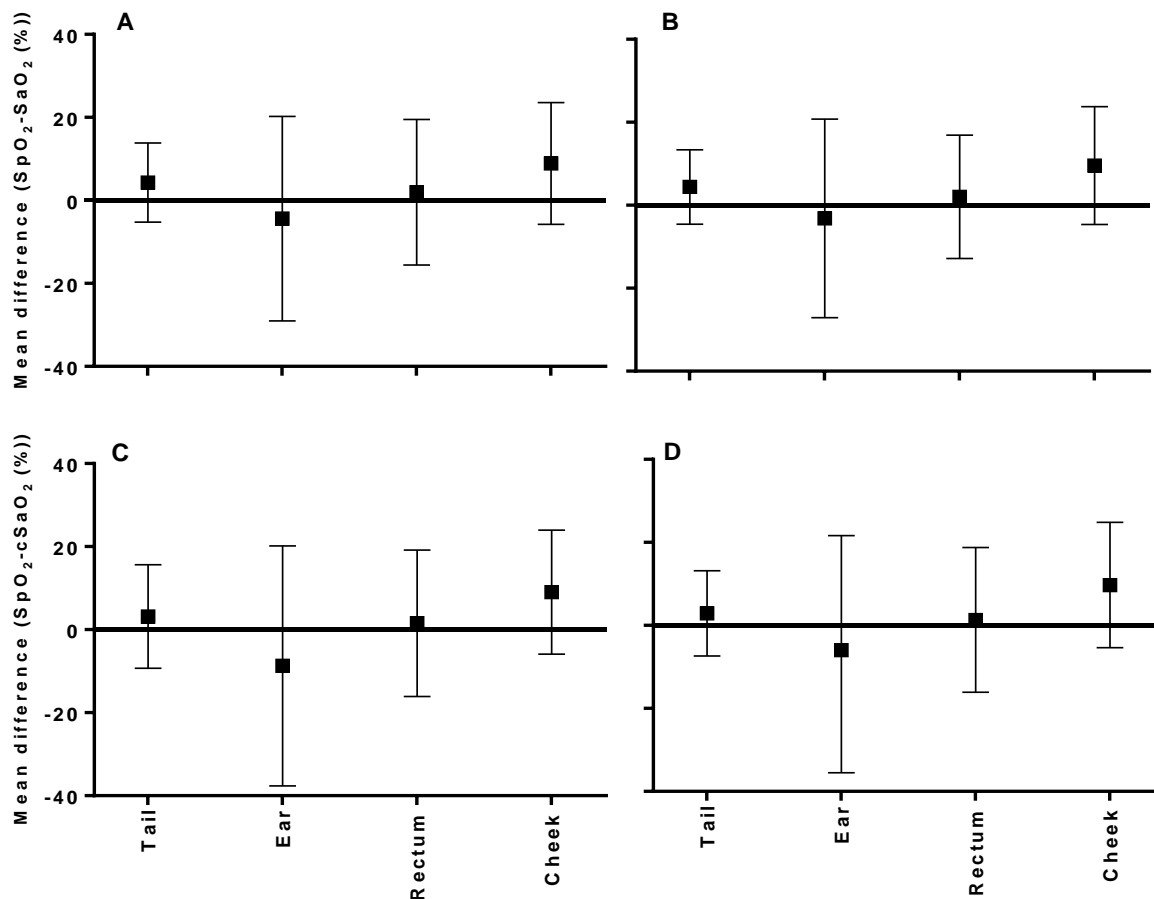 A
B
Mean difference (SpO2-SaO2 (%))
40
20
0
-20
-40
C
D
Mean difference (SpO2-cSaO2 (%))
40
20
0
-20
-40
Tail
Ear
Rectum
Cheek
Tail
Ear
Rectum
Cheek